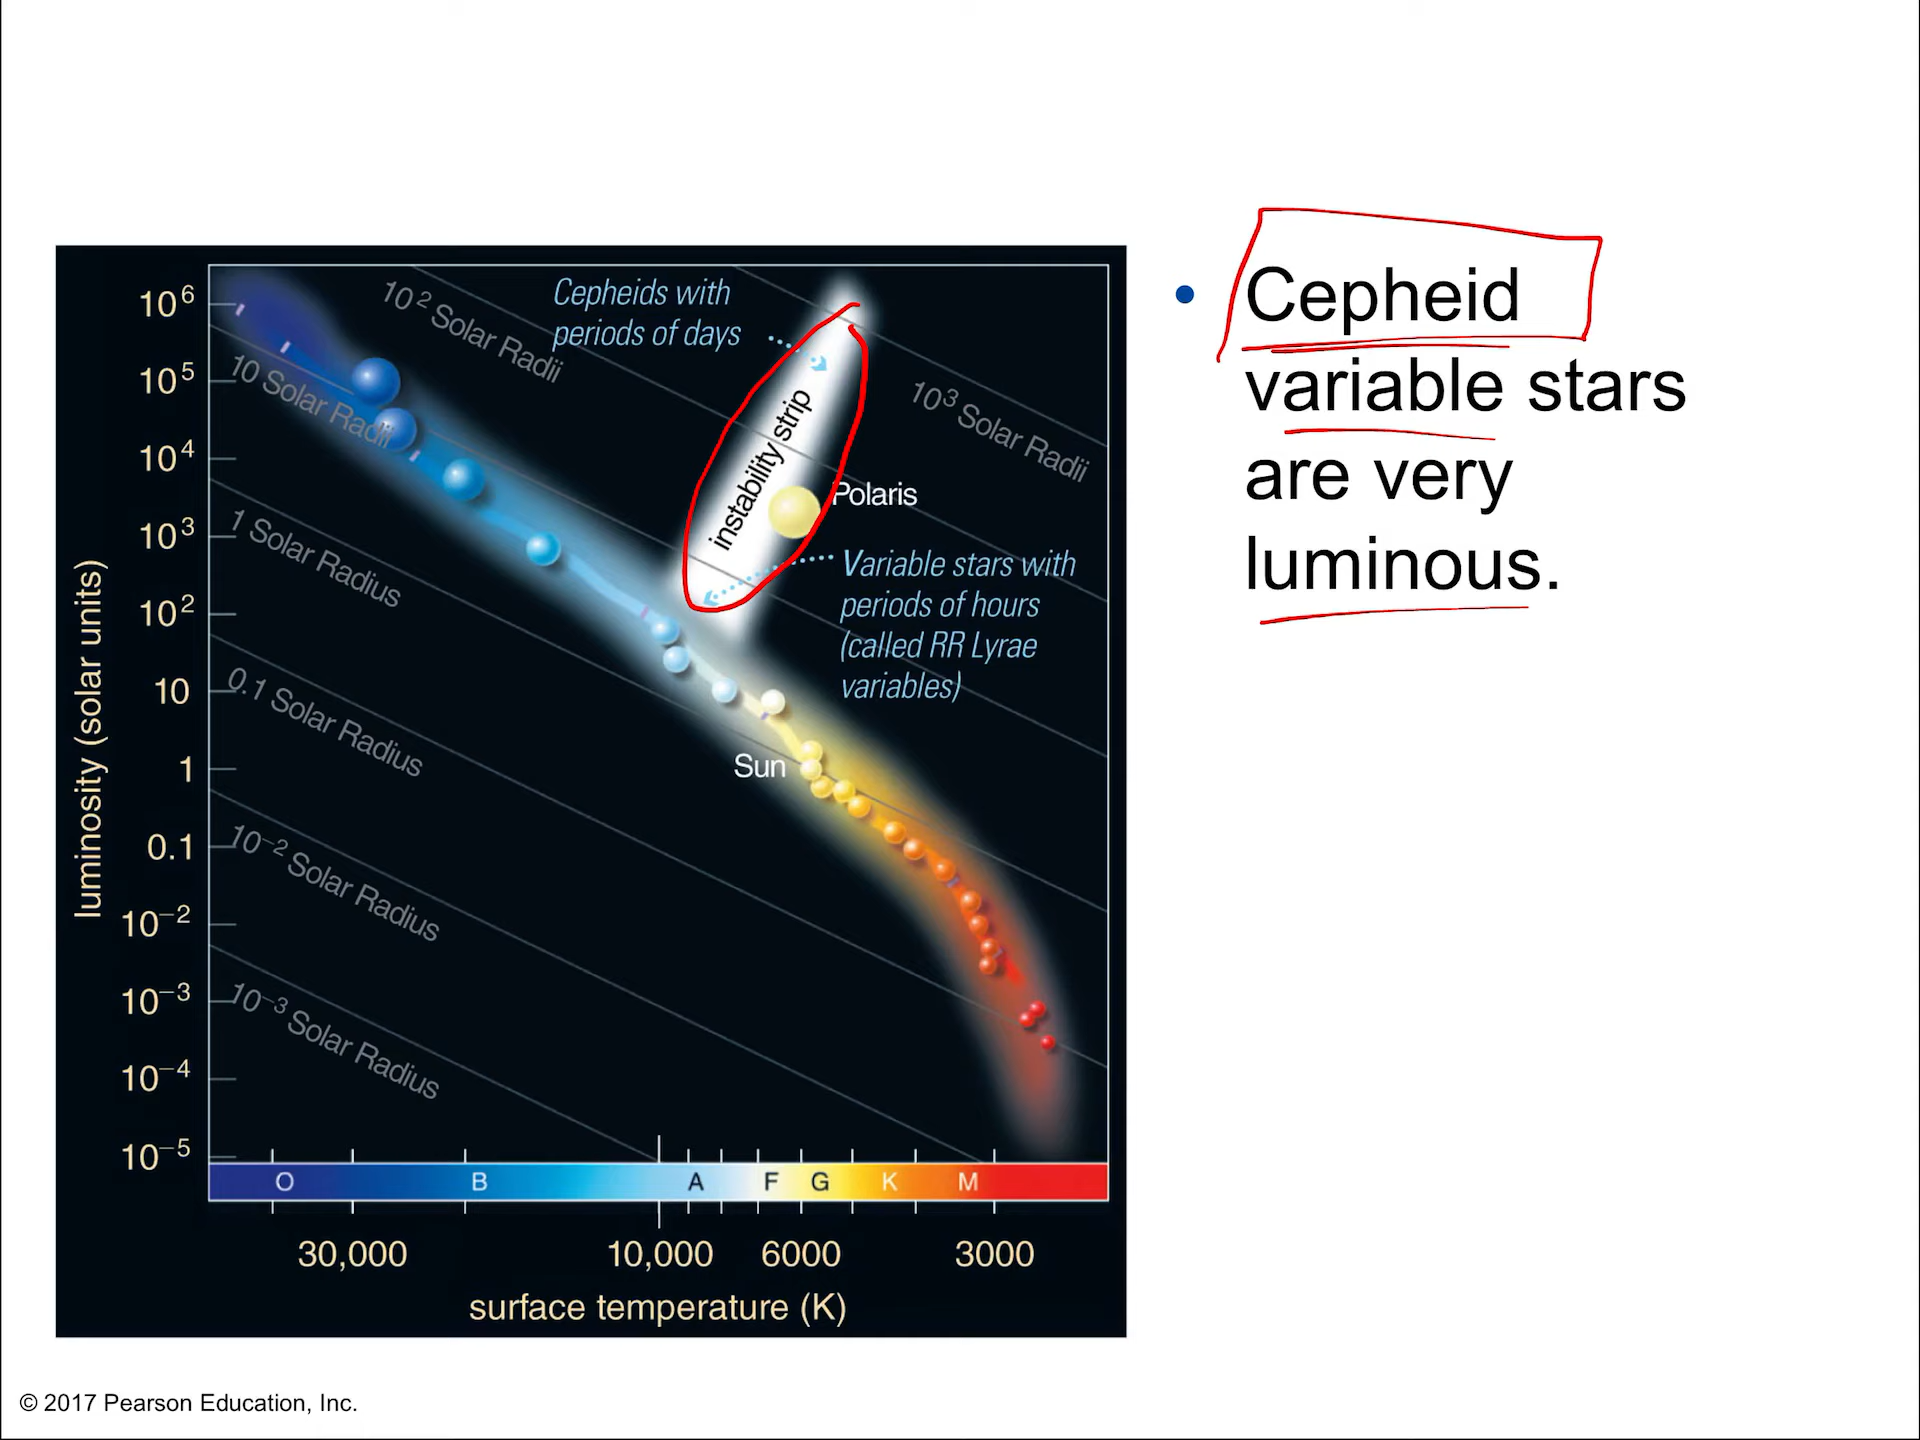 • Cepheid
variable stars
are very
luminous.
Cepheids with
periods of days
10² Solar Radii
10³ Solar Radii
10 Solar Radii
instability strip
Polaris
Variable stars with
periods of hours
(called RR Lyrae
variables)
1 Solar Radius
0.1 Solar Radius
Sun
10⁻² Solar Radius
10⁻³ Solar Radius
luminosity (solar units)
10⁶
10⁵
10⁴
10³
10²
10
1
0.1
10⁻²
10⁻³
10⁻⁴
10⁻⁵
O B A F G K M
30,000 10,000 6000 3000
surface temperature (K)
© 2017 Pearson Education, Inc.